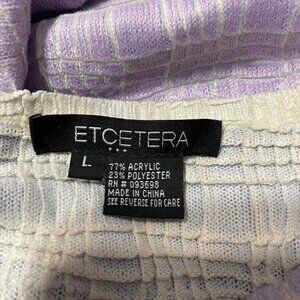 ETCETERA
L
77% ACRYLIC
23% POLYESTER
RN # 093698
MADE IN CHINA
SEE REVERSE FOR CARE